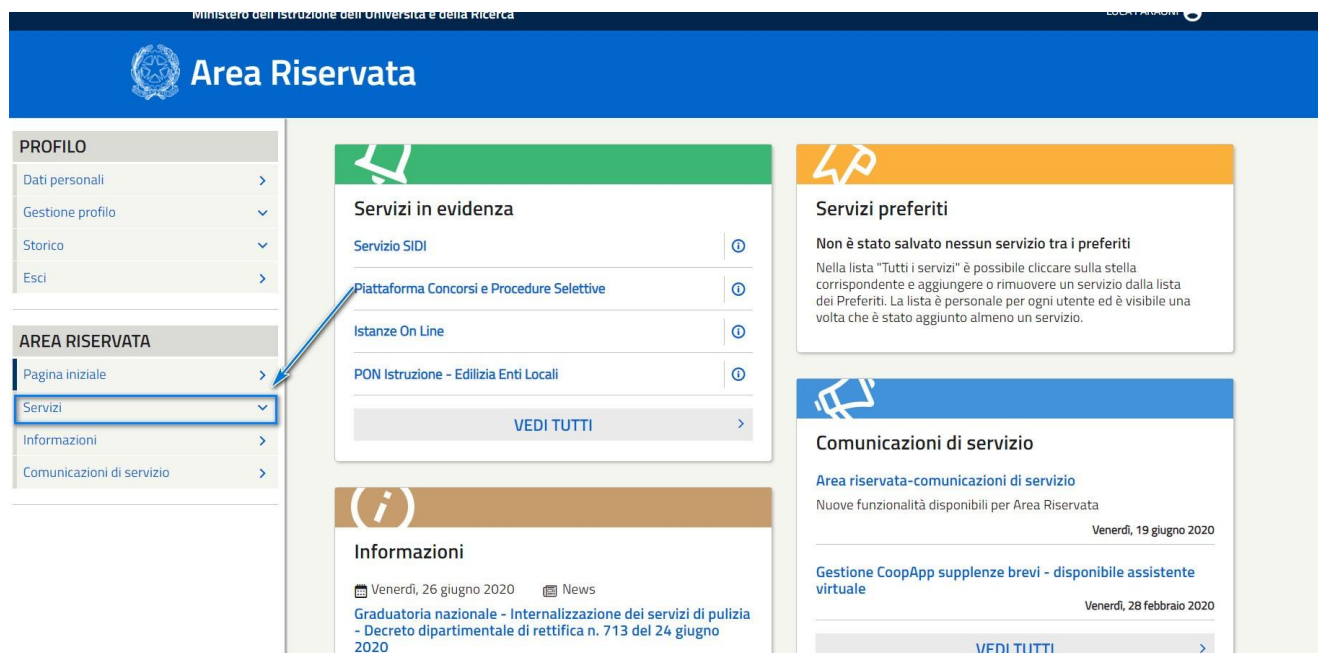 Ministero dell'Istruzione dell'Università e della Ricerca
Area Riservata
PROFILO
Dati personali
Gestione profilo
Storico
Esci
AREA RISERVATA
Pagina iniziale
Servizi
Informazioni
Comunicazioni di servizio
Servizi in evidenza
Servizio SIDI
Piattaforma Concorsi e Procedure Selettive
Istanze On Line
PON Istruzione - Edilizia Enti Locali
VEDI TUTTI
Informazioni
Venerdì, 26 giugno 2020 News
Graduatoria nazionale - Internalizzazione dei servizi di pulizia
- Decreto dipartimentale di rettifica n. 713 del 24 giugno
2020
Servizi preferiti
Non è stato salvato nessun servizio tra i preferiti
Nella lista "Tutti i servizi" è possibile cliccare sulla stella
corrispondente e aggiungere o rimuovere un servizio dalla lista
dei Preferiti. La lista è personale per ogni utente ed è visibile una
volta che è stato aggiunto almeno un servizio.
Comunicazioni di servizio
Area riservata-comunicazioni di servizio
Nuove funzionalità disponibili per Area Riservata
Venerdì, 19 giugno 2020
Gestione CoopApp supplenze brevi - disponibile assistente
virtuale
Venerdì, 28 febbraio 2020
VEDI TUTTI